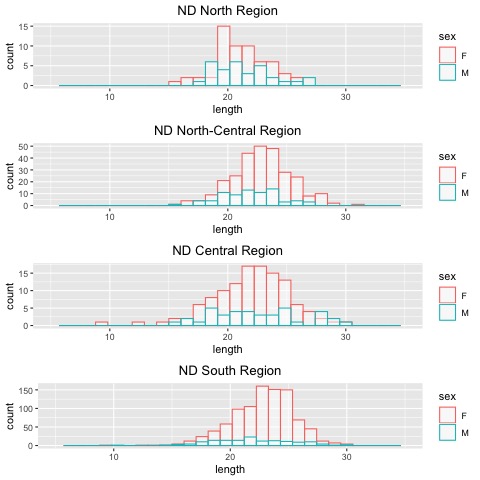 ND North Region
15
10
5
0
count
10 20 30
length
sex
F
M
ND North-Central Region
50
40
30
20
10
0
count
10 20 30
length
sex
F
M
ND Central Region
15
10
5
0
count
10 20 30
length
sex
F
M
ND South Region
150
100
50
0
count
10 20 30
length
sex
F
M